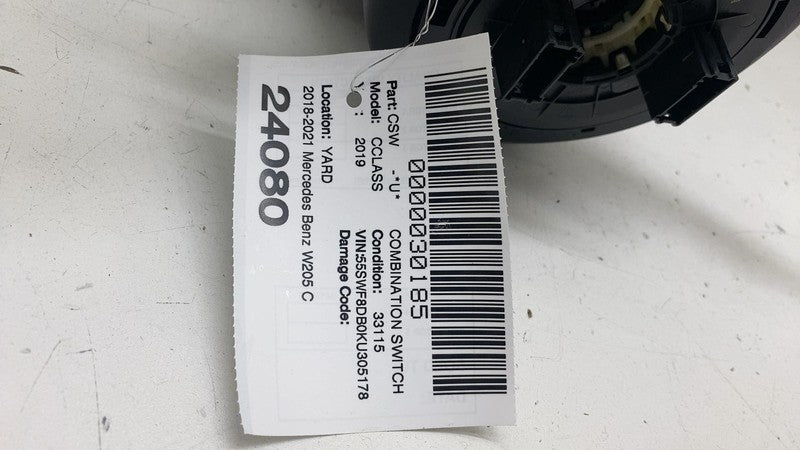 0000030185
Part: CSW -*U* COMBINATION SWITCH
Model: CCLASS Condition: 33115
: 2019 VIN:55SWF8DB0KU305178
Damage Code:
Location: YARD
2018-2021 Mercedes Benz W205 C
24080